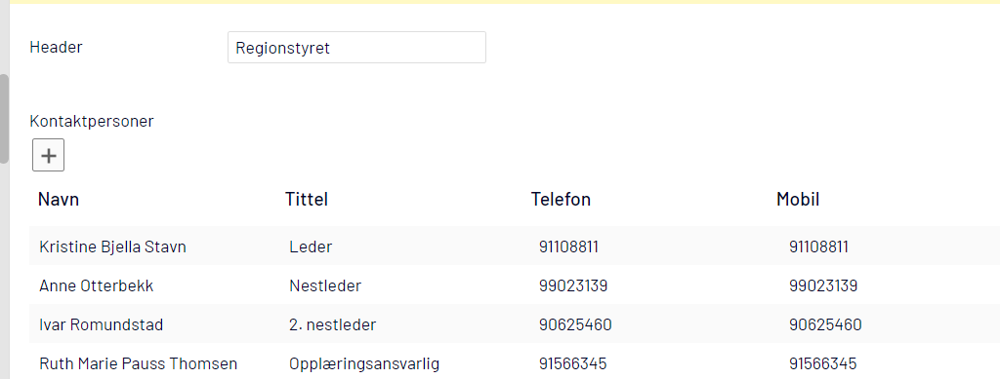 Header Regionstyret
Kontaktpersoner
Navn Tittel Telefon Mobil
Kristine Bjella Stavn Leder 91108811 91108811
Anne Otterbekk Nestleder 99023139 99023139
Ivar Romundstad 2. nestleder 90625460 90625460
Ruth Marie Pauss Thomsen Opplæringsansvarlig 91566345 91566345